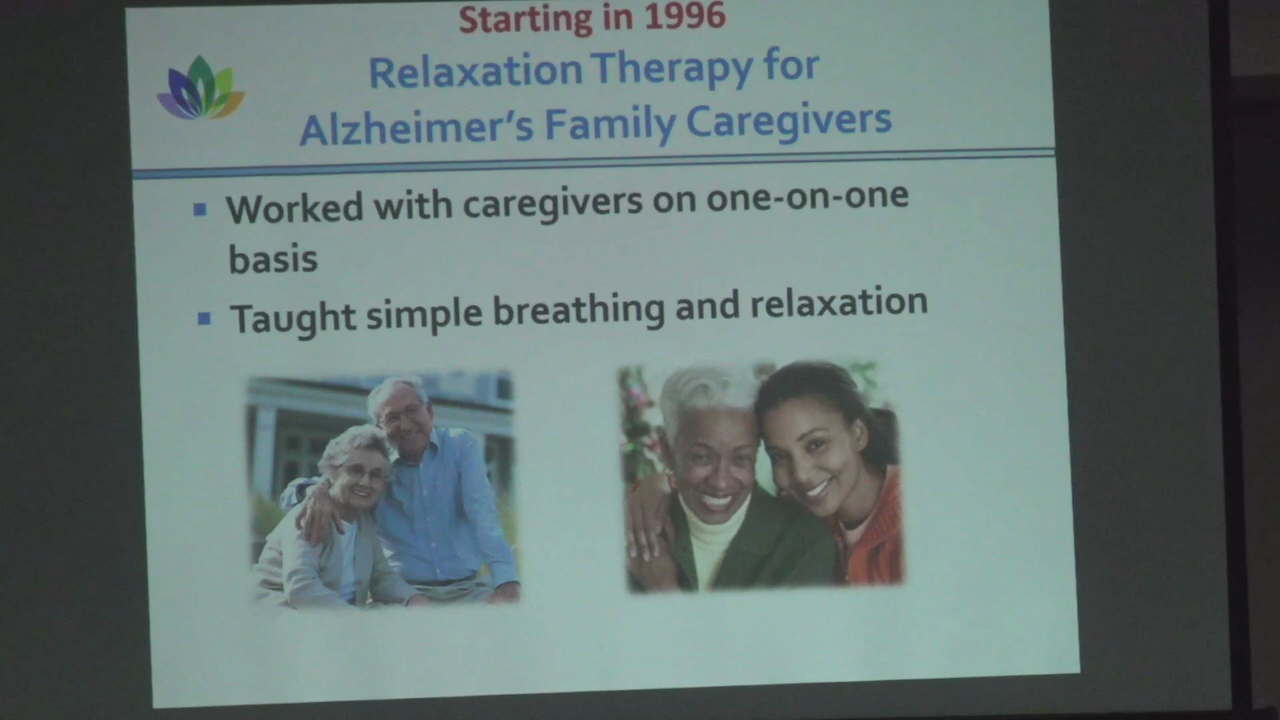 Starting in 1996
Relaxation Therapy for
Alzheimer's Family Caregivers
▪ Worked with caregivers on one-on-one
basis
▪ Taught simple breathing and relaxation